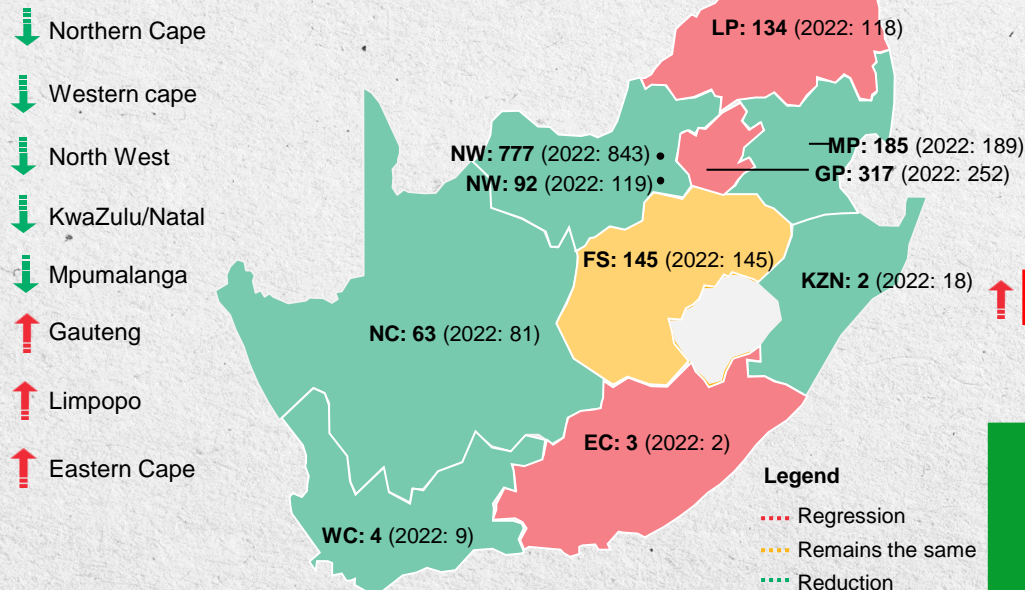 Northern Cape
Western cape
North West
KwaZulu/Natal
Mpumalanga
Gauteng
Limpopo
Eastern Cape
LP: 134 (2022: 118)
NW: 777 (2022: 843)
NW: 92 (2022: 119)
MP: 185 (2022: 189)
GP: 317 (2022: 252)
FS: 145 (2022: 145)
KZN: 2 (2022: 18)
NC: 63 (2022: 81)
EC: 3 (2022: 2)
WC: 4 (2022: 9)
Legend
Regression
Remains the same
Reduction